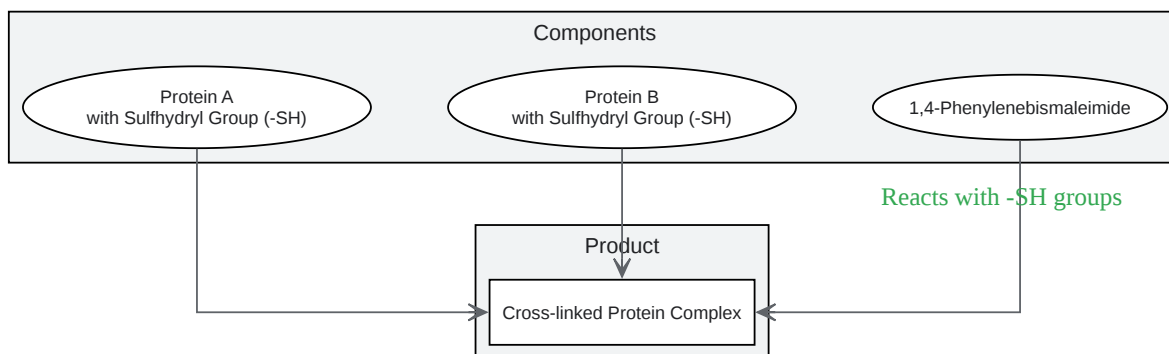 Components
Protein A
with Sulfhydryl Group (-SH)
Protein B
with Sulfhydryl Group (-SH)
1,4-Phenylenebismaleimide
Reacts with -SH groups
Product
Cross-linked Protein Complex